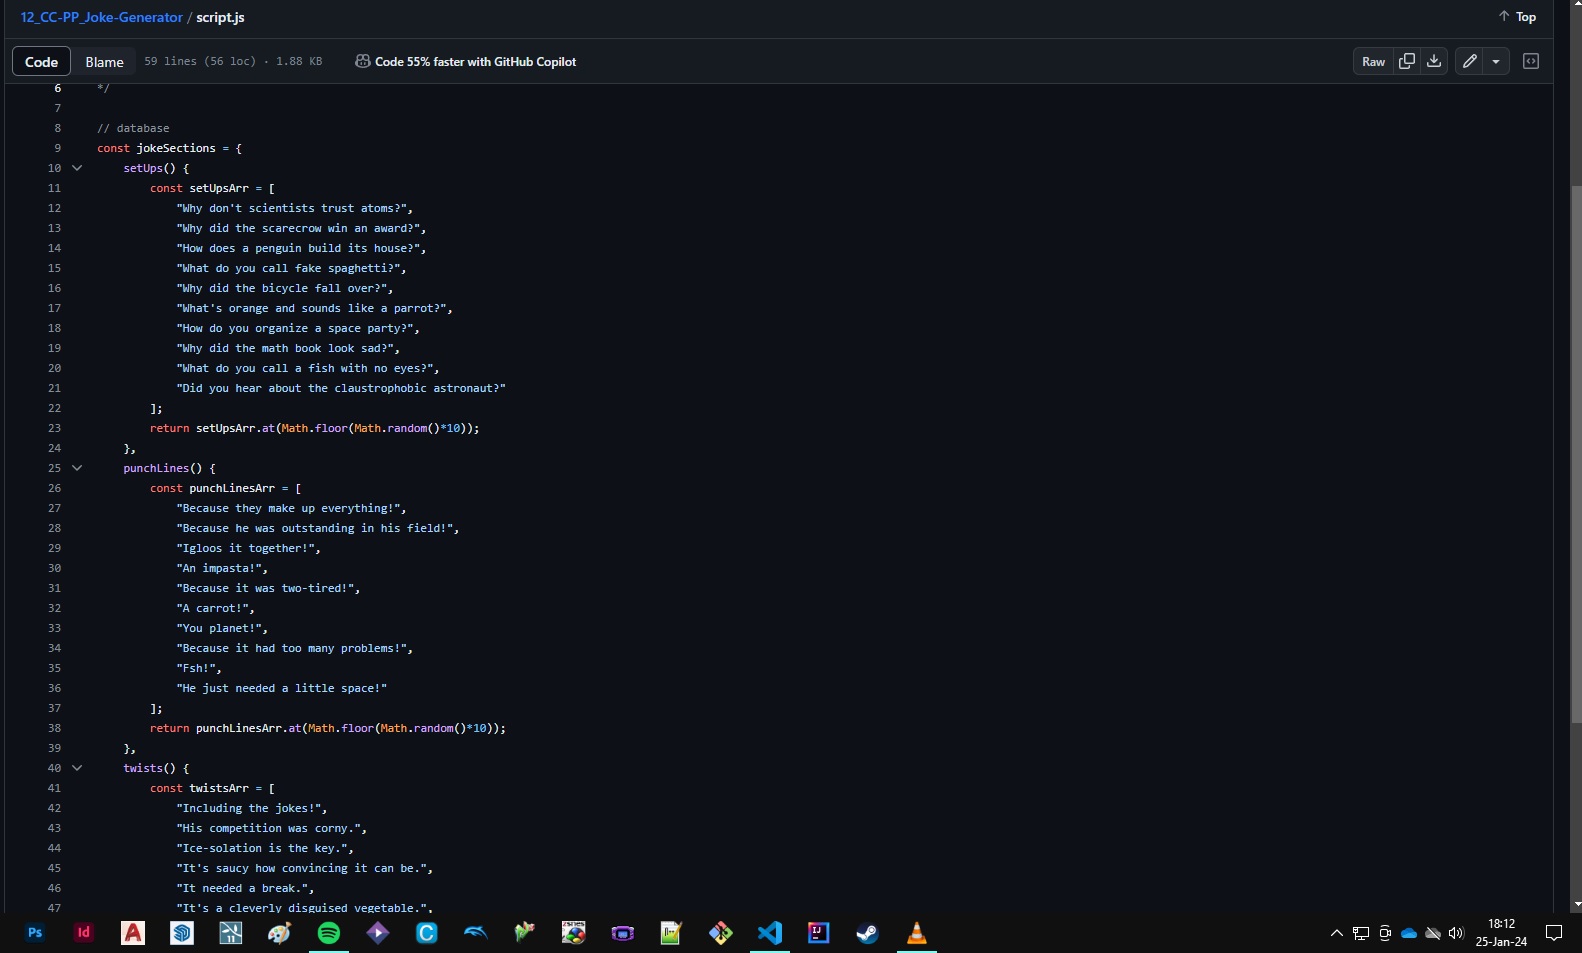 12_CC-PP_Joke-Generator / script.js
Top
Code Blame 59 lines (56 loc) · 1.88 KB Code 55% faster with GitHub Copilot Raw
6 */
7
8 // database
9 const jokeSections = {
10 setUps() {
11 const setUpsArr = [
12 "Why don't scientists trust atoms?",
13 "Why did the scarecrow win an award?",
14 "How does a penguin build its house?",
15 "What do you call fake spaghetti?",
16 "Why did the bicycle fall over?",
17 "What's orange and sounds like a parrot?",
18 "How do you organize a space party?",
19 "Why did the math book look sad?",
20 "What do you call a fish with no eyes?",
21 "Did you hear about the claustrophobic astronaut?"
22 ];
23 return setUpsArr.at(Math.floor(Math.random()*10));
24 },
25 punchLines() {
26 const punchLinesArr = [
27 "Because they make up everything!",
28 "Because he was outstanding in his field!",
29 "Igloos it together!",
30 "An impasta!",
31 "Because it was two-tired!",
32 "A carrot!",
33 "You planet!",
34 "Because it had too many problems!",
35 "Fsh!",
36 "He just needed a little space!"
37 ];
38 return punchLinesArr.at(Math.floor(Math.random()*10));
39 },
40 twists() {
41 const twistsArr = [
42 "Including the jokes!",
43 "His competition was corny.",
44 "Ice-solation is the key.",
45 "It's saucy how convincing it can be.",
46 "It needed a break.",
47 "It's a cleverly disguised vegetable.",
Ps Id A 11 C IJ
18:12
25-Jan-24